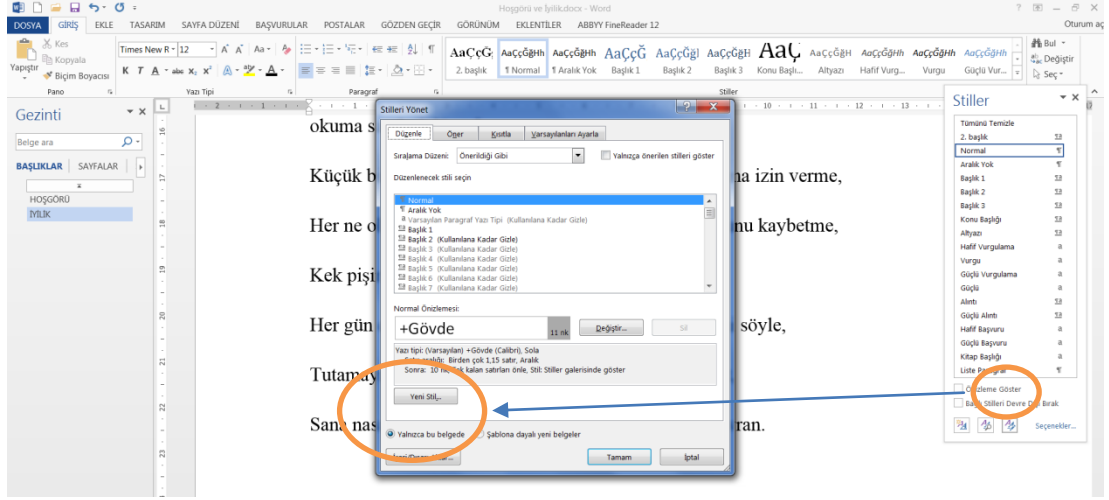 Hoşgörü ve İyilik.docx - Word
DOSYA GİRİŞ EKLE TASARIM SAYFA DÜZENİ BAŞVURULAR POSTALAR GÖZDEN GEÇİR GÖRÜNÜM EKLENTİLER ABBYY FineReader 12 Oturum aç
Yapıştır
Kes
Kopyala
Biçim Boyacısı
Pano
Times New R 12
Yazı Tipi
Paragraf
AaÇçĞ AaÇçĞğHh AaÇçĞğHh AaÇçĞ AaÇçĞğl AaÇçĞğH AaÇ AaÇçĞğH AaÇçĞğHh AaÇçĞğHh AaÇçĞğHh
2. başlık ¶ Normal ¶ Aralık Yok Başlık 1 Başlık 2 Başlık 3 Konu Başlı... Altyazı Hafif Vurg... Vurgu Güçlü Vur...
Stiller
Bul
Değiştir
Seç
Gezinti
Belge ara
BAŞLIKLAR SAYFALAR
HOŞGÖRÜ
İYİLİK
okuma s
Küçük b
na izin verme,
Her ne o
nu kaybetme,
Kek pişi
Her gün
söyle,
Tutamay
Sana nas
ran.
Stilleri Yönet
Düzenle Öner Kısıtla Varsayılanları Ayarla
Sıralama Düzeni: Önerildiği Gibi Yalnızca önerilen stilleri göster
Düzenlenecek stili seçin
Normal
Aralık Yok
Varsayılan Paragraf Yazı Tipi (Kullanılana Kadar Gizle)
Başlık 1
Başlık 2 (Kullanılana Kadar Gizle)
Başlık 3 (Kullanılana Kadar Gizle)
Başlık 4 (Kullanılana Kadar Gizle)
Başlık 5 (Kullanılana Kadar Gizle)
Başlık 6 (Kullanılana Kadar Gizle)
Başlık 7 (Kullanılana Kadar Gizle)
Normal Önizlemesi:
+Gövde 11 nk Değiştir... Sil
Yazı tipi: (Varsayılan) +Gövde (Calibri), Sola
Birden çok 1,15 satır, Aralık
Sonra: 10 nk, Tek kalan satırları önle, Stil: Stiller galerisinde göster
Yeni Stil...
Yalnızca bu belgede Şablona dayalı yeni belgeler
Tamam İptal
Stiller
Tümünü Temizle
2. başlık
Normal
Aralık Yok
Başlık 1
Başlık 2
Başlık 3
Konu Başlığı
Altyazı
Hafif Vurgulama
Vurgu
Güçlü Vurgulama
Güçlü
Alıntı
Güçlü Alıntı
Hafif Başvuru
Güçlü Başvuru
Kitap Başlığı
Liste Paragraf
Önizleme Göster
Bağlı Stilleri Devre Dışı Bırak
Seçenekler...